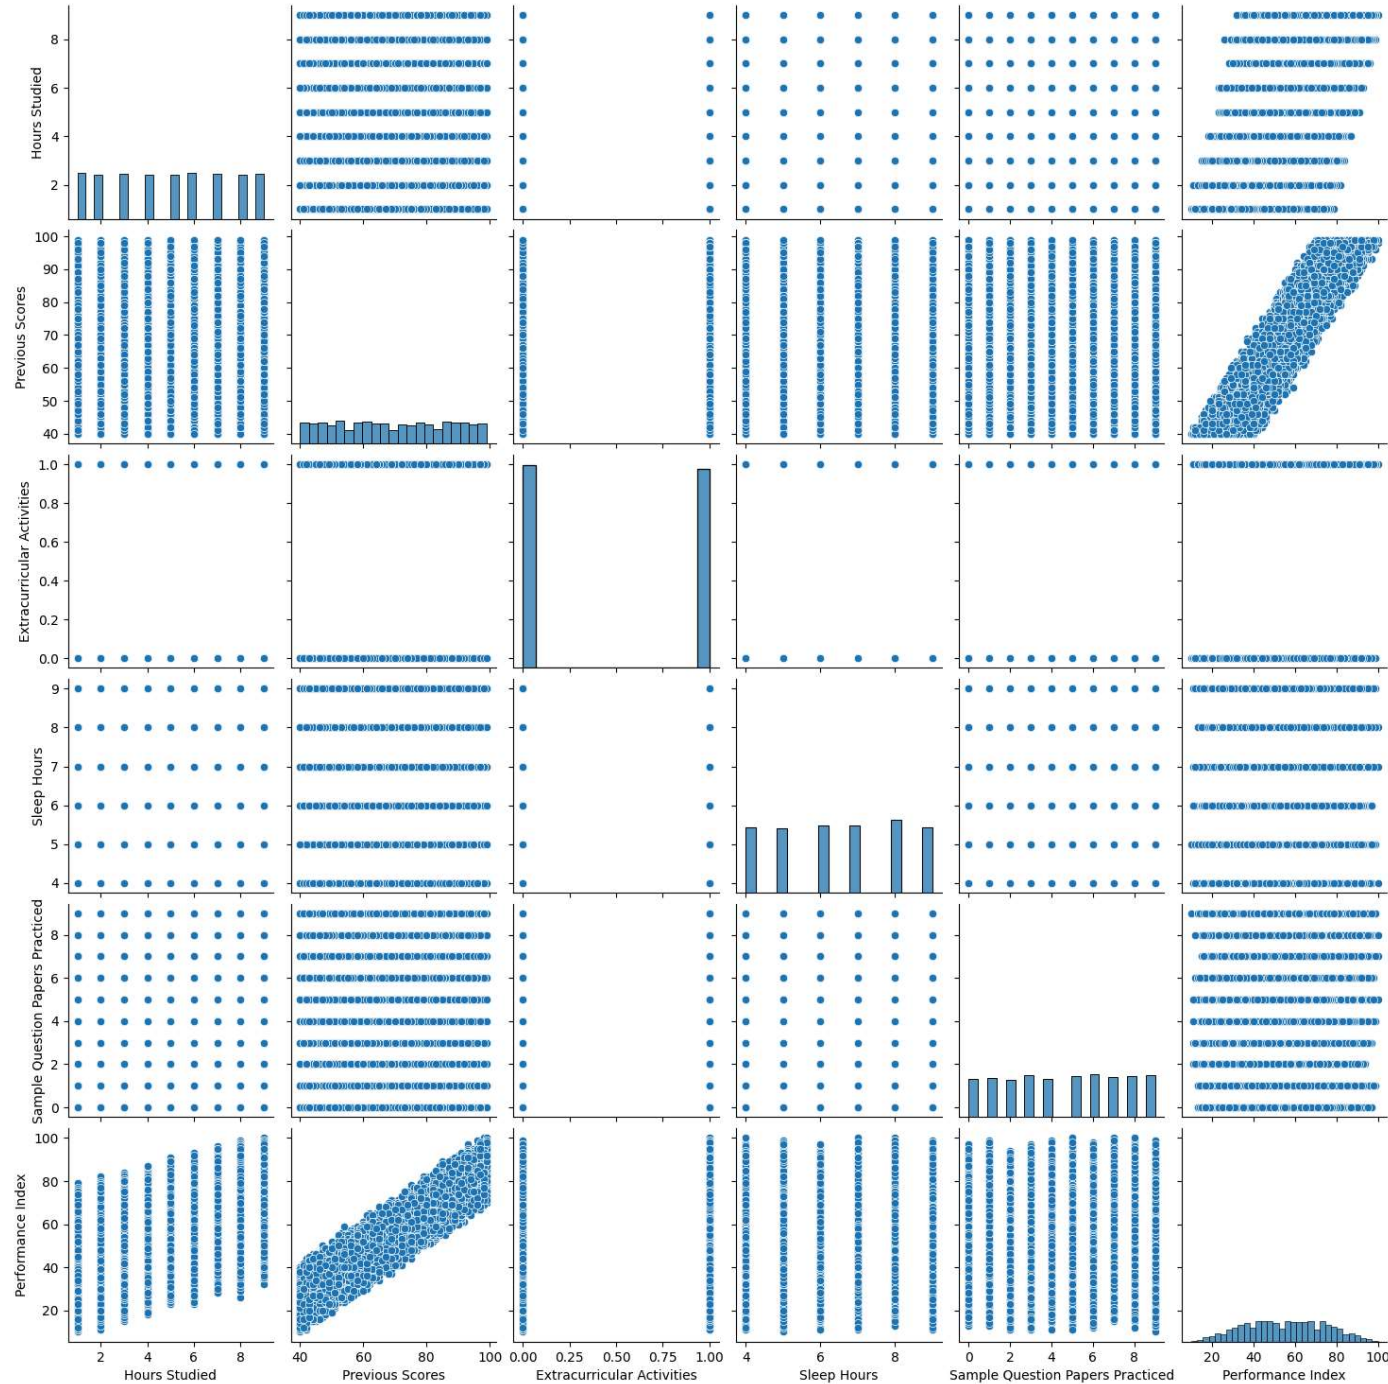 8
6
4
2
Hours Studied
100
90
80
70
60
50
40
Previous Scores
1.0
0.8
0.6
0.4
0.2
0.0
Extracurricular Activities
9
8
7
6
5
4
Sleep Hours
8
6
4
2
0
Sample Question Papers Practiced
100
80
60
40
20
Performance Index
2 4 6 8
Hours Studied
40 60 80 100
Previous Scores
0.00 0.25 0.50 0.75 1.00
Extracurricular Activities
4 6 8
Sleep Hours
0 2 4 6 8
Sample Question Papers Practiced
20 40 60 80 100
Performance Index